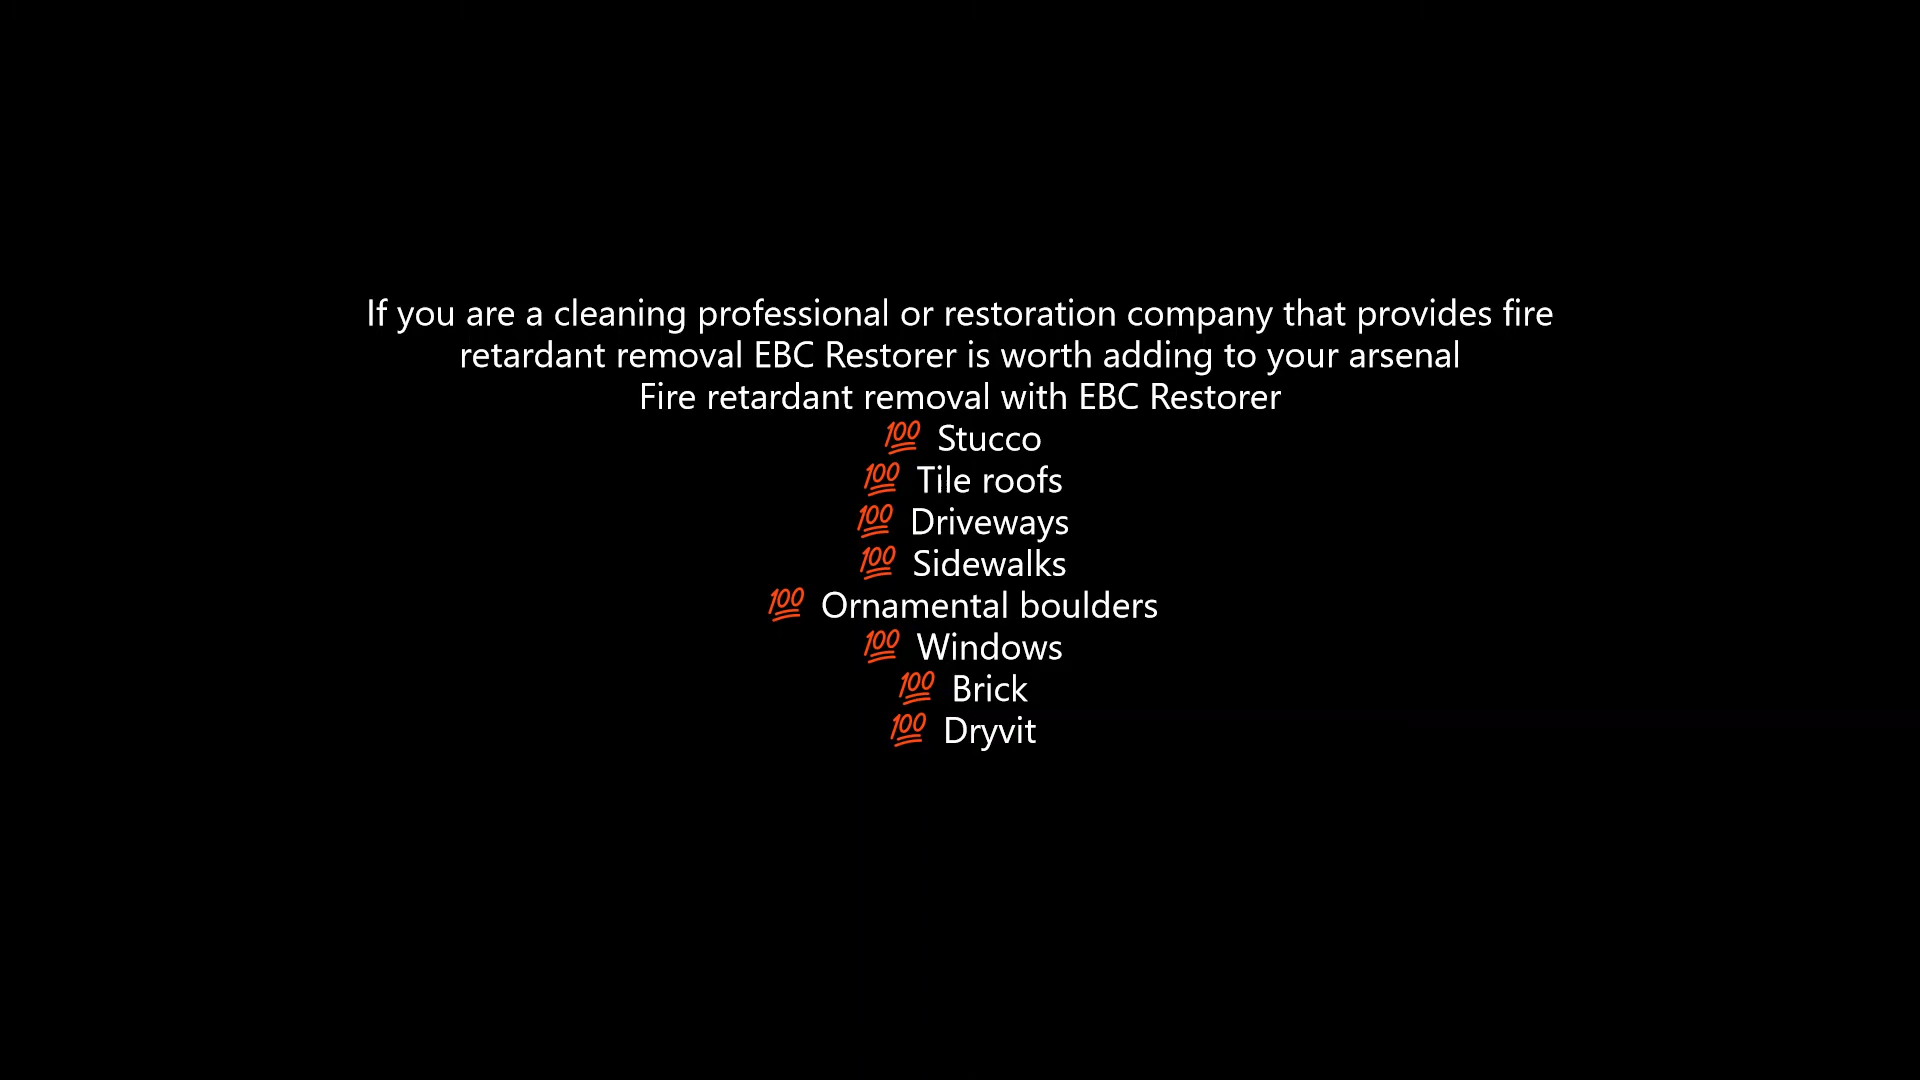 If you are a cleaning professional or restoration company that provides fire
retardant removal EBC Restorer is worth adding to your arsenal
Fire retardant removal with EBC Restorer
💯 Stucco
💯 Tile roofs
💯 Driveways
💯 Sidewalks
💯 Ornamental boulders
💯 Windows
💯 Brick
💯 Dryvit